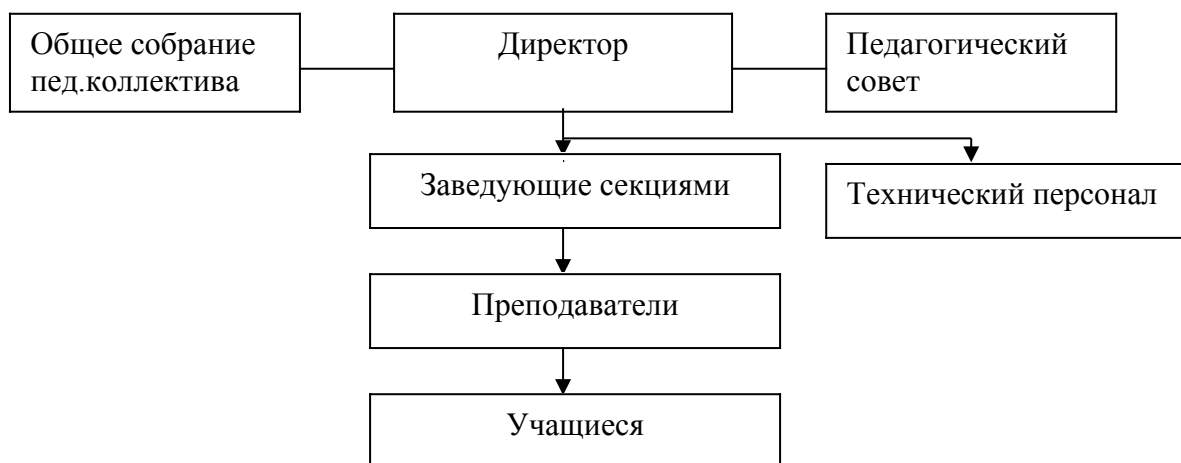 Общее собрание
пед.коллектива
Директор
Педагогический
совет
Заведующие секциями
Технический персонал
Преподаватели
Учащиеся